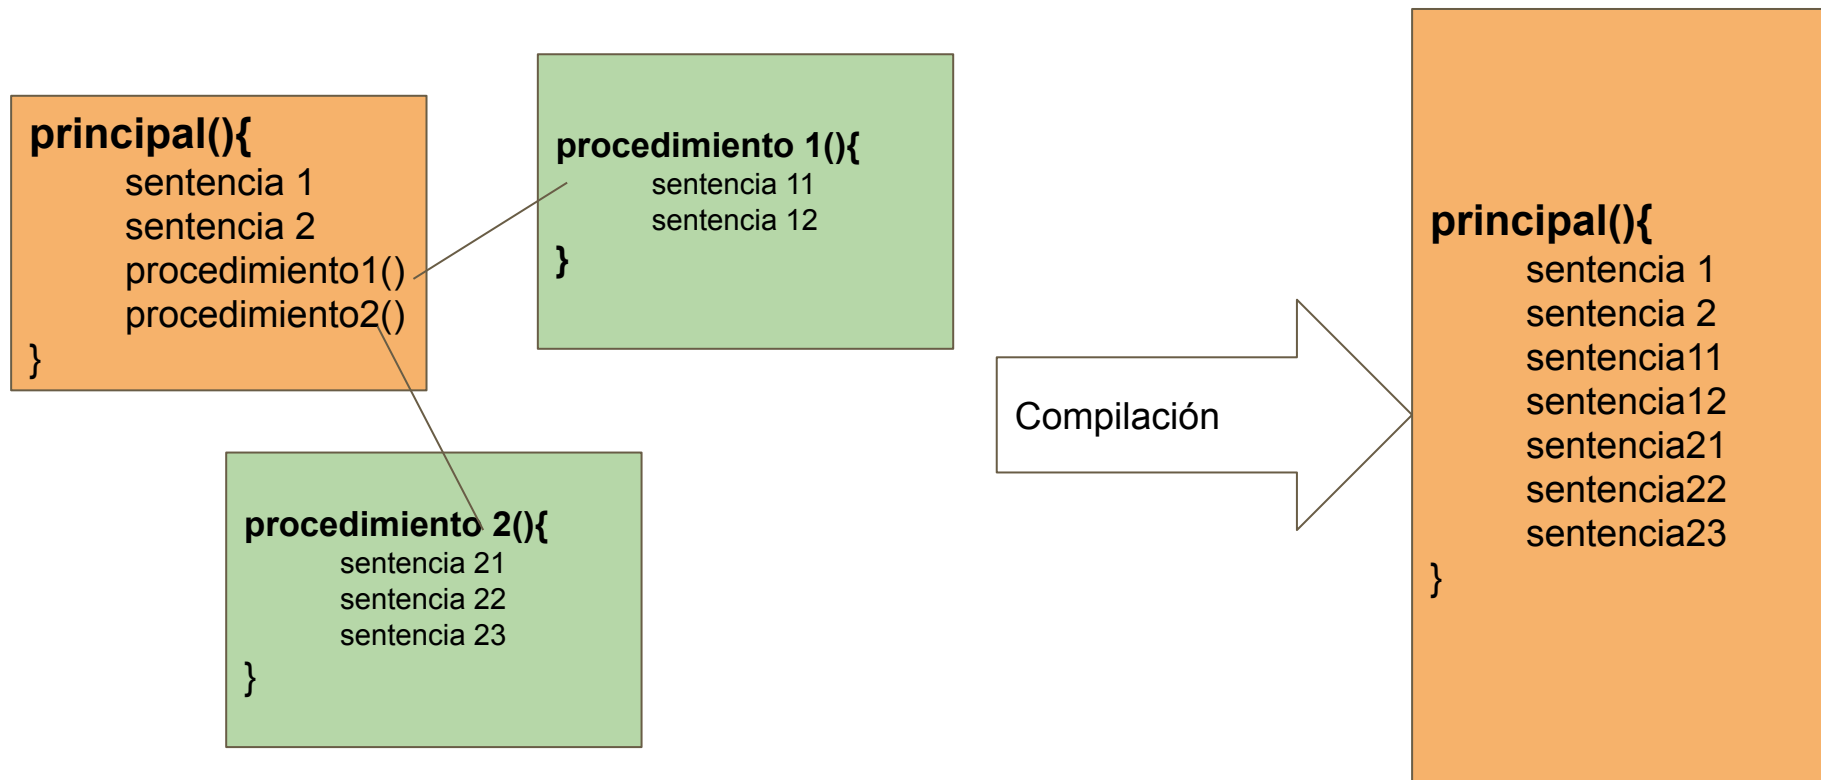 principal(){
sentencia 1
sentencia 2
procedimiento1()
procedimiento2()
}
procedimiento 1(){
sentencia 11
sentencia 12
}
procedimiento 2(){
sentencia 21
sentencia 22
sentencia 23
}
Compilación
principal(){
sentencia 1
sentencia 2
sentencia11
sentencia12
sentencia21
sentencia22
sentencia23
}